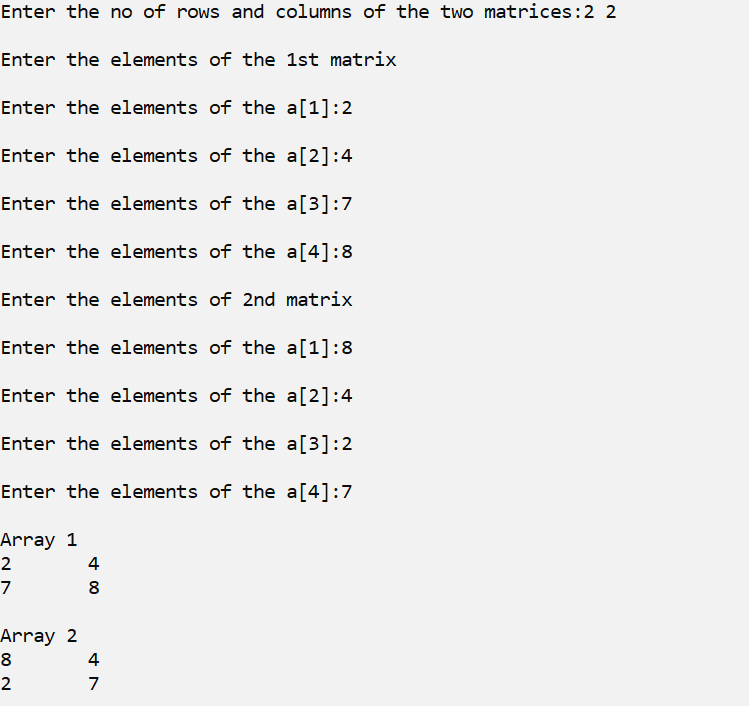 Enter the no of rows and columns of the two matrices:2 2
Enter the elements of the 1st matrix
Enter the elements of the a[1]:2
Enter the elements of the a[2]:4
Enter the elements of the a[3]:7
Enter the elements of the a[4]:8
Enter the elements of 2nd matrix
Enter the elements of the a[1]:8
Enter the elements of the a[2]:4
Enter the elements of the a[3]:2
Enter the elements of the a[4]:7
Array 1
2 4
7 8
Array 2
8 4
2 7